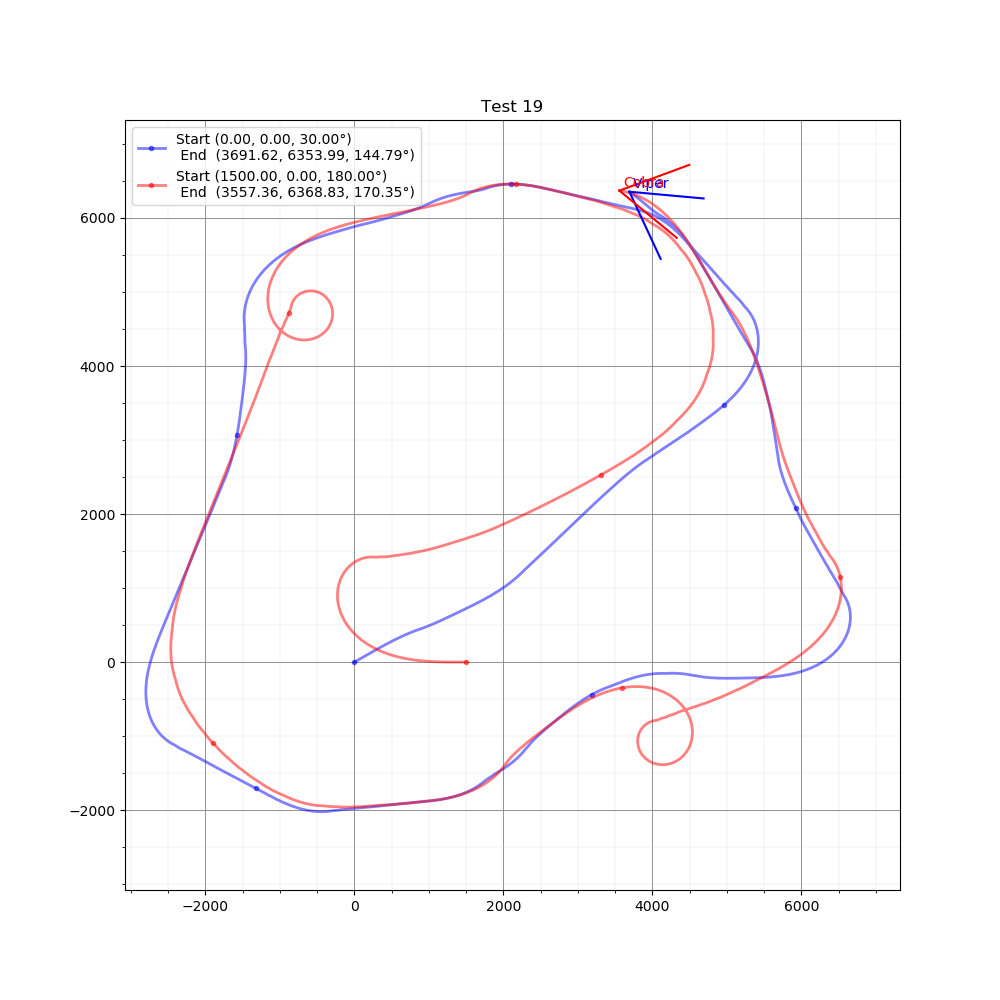 Test 19
Start (0.00, 0.00, 30.00°)
End (3691.62, 6353.99, 144.79°)
Start (1500.00, 0.00, 180.00°)
End (3557.36, 6368.83, 170.35°)
Viper
6000
4000
2000
0
−2000
−2000
0
2000
4000
6000